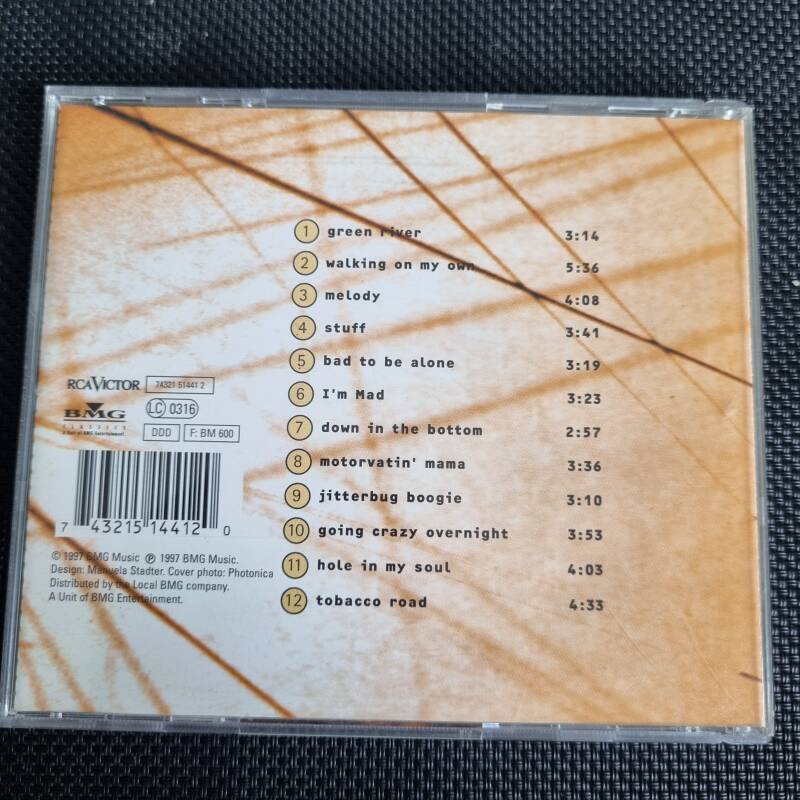 1 green river 3:14
2 walking on my own 5:36
3 melody 4:08
4 stuff 3:41
5 bad to be alone 3:19
6 I'm Mad 3:23
7 down in the bottom 2:57
8 motorvatin' mama 3:36
9 jitterbug boogie 3:10
10 going crazy overnight 3:53
11 hole in my soul 4:03
12 tobacco road 4:33
RCA VICTOR 74321 51441 2
BMG LC 0316
CLASSICS
A Unit of BMG Entertainment.
DDD F: BM 600
7 43215 14412 0
© 1997 BMG Music ℗ 1997 BMG Music.
Design: Manuela Stadter. Cover photo: Photonica
Distributed by the Local BMG company.
A Unit of BMG Entertainment.